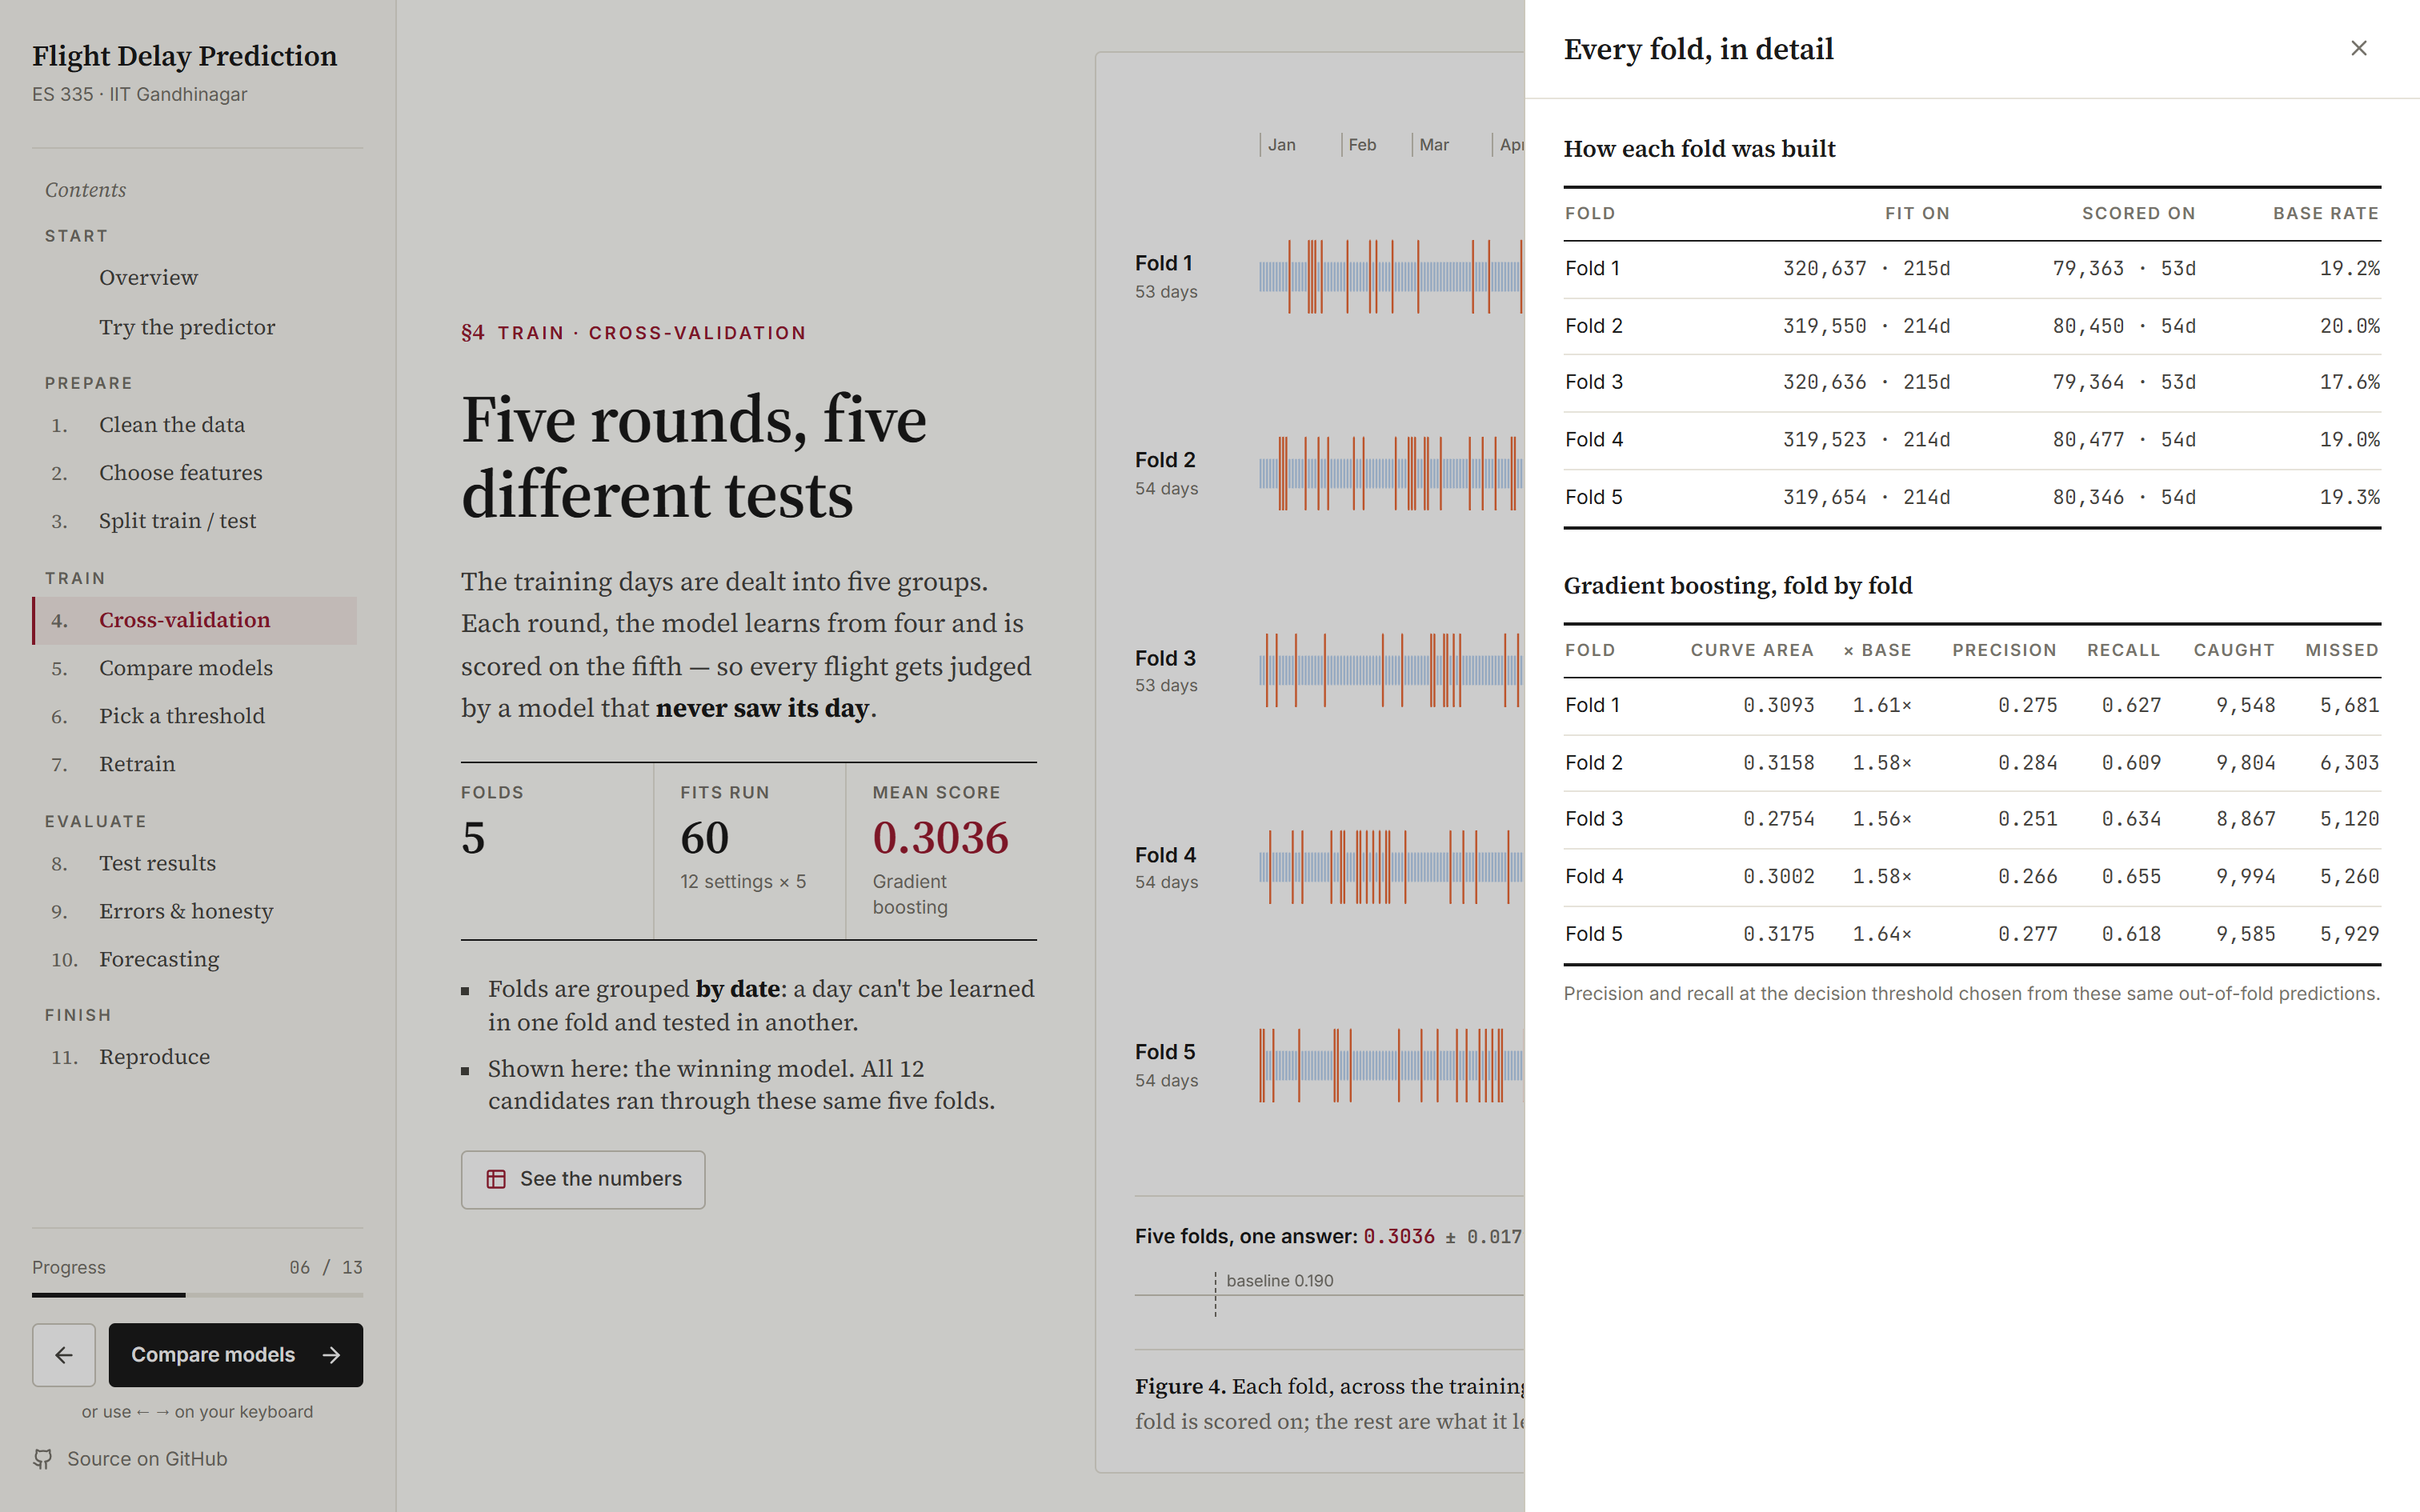 Flight Delay Prediction
ES 335 · IIT Gandhinagar
Contents
START
Overview
Try the predictor
PREPARE
1. Clean the data
2. Choose features
3. Split train / test
TRAIN
4. Cross-validation
5. Compare models
6. Pick a threshold
7. Retrain
EVALUATE
8. Test results
9. Errors & honesty
10. Forecasting
FINISH
11. Reproduce
Progress 06 / 13
Compare models →
or use ← → on your keyboard
Source on GitHub
§4 TRAIN · CROSS-VALIDATION
Five rounds, five
different tests
The training days are dealt into five groups.
Each round, the model learns from four and is
scored on the fifth — so every flight gets judged
by a model that never saw its day.
FOLDS FITS RUN MEAN SCORE
5 60 0.3036
12 settings × 5 Gradient
boosting
Folds are grouped by date: a day can't be learned
in one fold and tested in another.
Shown here: the winning model. All 12
candidates ran through these same five folds.
See the numbers
Jan Feb Mar
Fold 1
53 days
Fold 2
54 days
Fold 3
53 days
Fold 4
54 days
Fold 5
54 days
Five folds, one answer: 0.3036 ± 0.017
baseline 0.190
Figure 4. Each fold, across the training
fold is scored on; the rest are what it
Every fold, in detail
How each fold was built
FOLD FIT ON SCORED ON BASE RATE
Fold 1 320,637 · 215d 79,363 · 53d 19.2%
Fold 2 319,550 · 214d 80,450 · 54d 20.0%
Fold 3 320,636 · 215d 79,364 · 53d 17.6%
Fold 4 319,523 · 214d 80,477 · 54d 19.0%
Fold 5 319,654 · 214d 80,346 · 54d 19.3%
Gradient boosting, fold by fold
FOLD CURVE AREA × BASE PRECISION RECALL CAUGHT MISSED
Fold 1 0.3093 1.61× 0.275 0.627 9,548 5,681
Fold 2 0.3158 1.58× 0.284 0.609 9,804 6,303
Fold 3 0.2754 1.56× 0.251 0.634 8,867 5,120
Fold 4 0.3002 1.58× 0.266 0.655 9,994 5,260
Fold 5 0.3175 1.64× 0.277 0.618 9,585 5,929
Precision and recall at the decision threshold chosen from these same out-of-fold predictions.